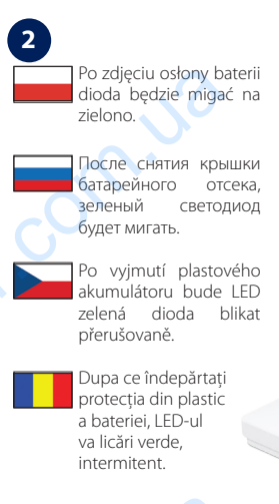 2
Po zdjęciu osłony baterii
dioda będzie migać na
zielono.
После снятия крышки
батарейного отсека,
зеленый светодиод
будет мигать.
Po vyjmutí plastového
akumulátoru bude LED
zelená dioda blikat
přerušovaně.
Dupa ce îndepărtați
protecția din plastic
a bateriei, LED-ul
va licări verde,
intermitent.